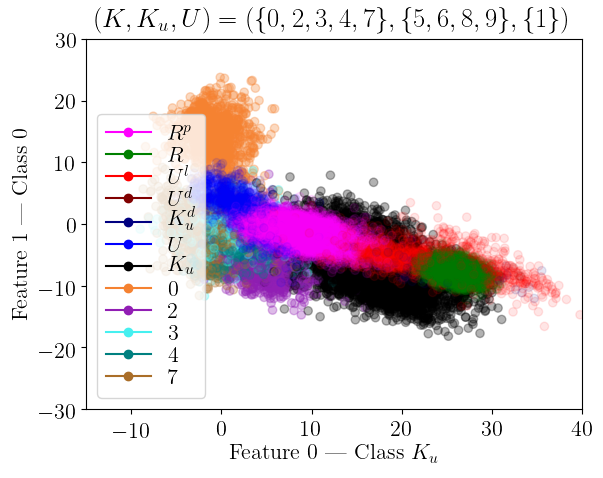 (K, K_u, U) = ({0, 2, 3, 4, 7}, {5, 6, 8, 9}, {1})
30
20
10
0
−10
−20
−30
Feature 1 — Class 0
R^p
R
U^l
U^d
K_u^d
U
K_u
0
2
3
4
7
−10
0
10
20
30
40
Feature 0 — Class K_u